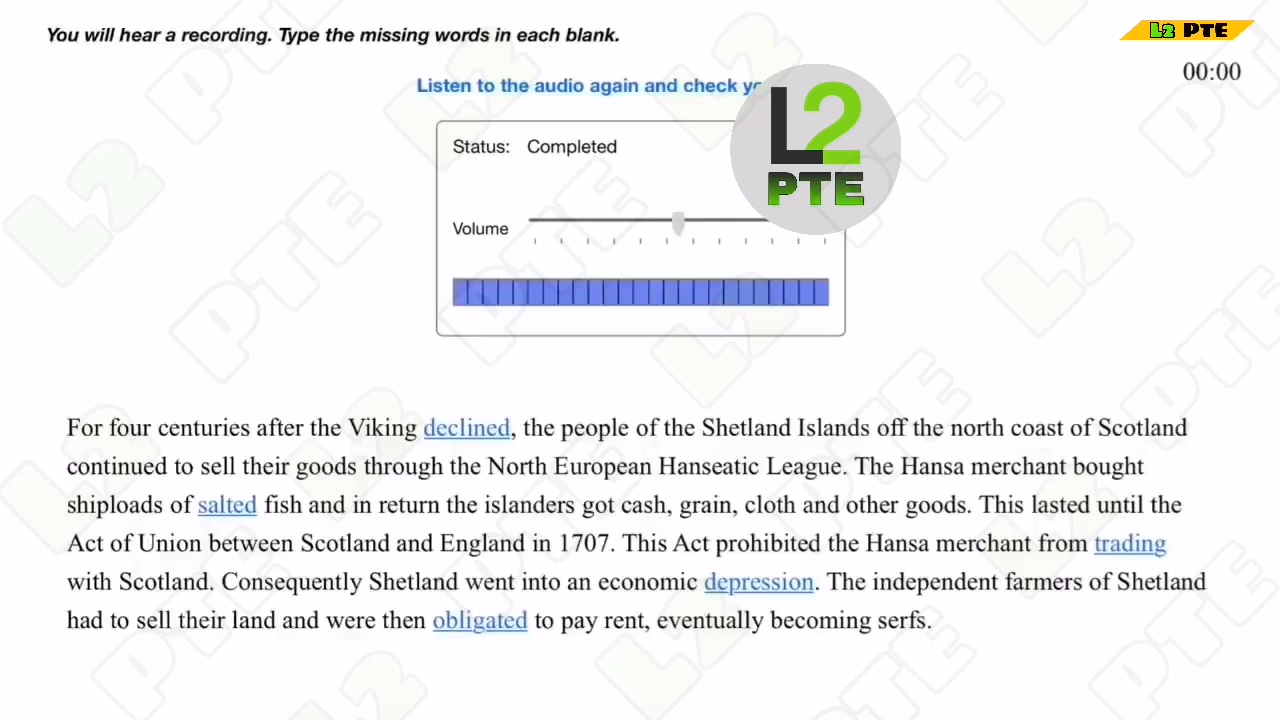 You will hear a recording. Type the missing words in each blank.
L2 PTE
00:00
Listen to the audio again and check
L2
PTE
Status: Completed
Volume
For four centuries after the Viking declined, the people of the Shetland Islands off the north coast of Scotland
continued to sell their goods through the North European Hanseatic League. The Hansa merchant bought
shiploads of salted fish and in return the islanders got cash, grain, cloth and other goods. This lasted until the
Act of Union between Scotland and England in 1707. This Act prohibited the Hansa merchant from trading
with Scotland. Consequently Shetland went into an economic depression. The independent farmers of Shetland
had to sell their land and were then obligated to pay rent, eventually becoming serfs.